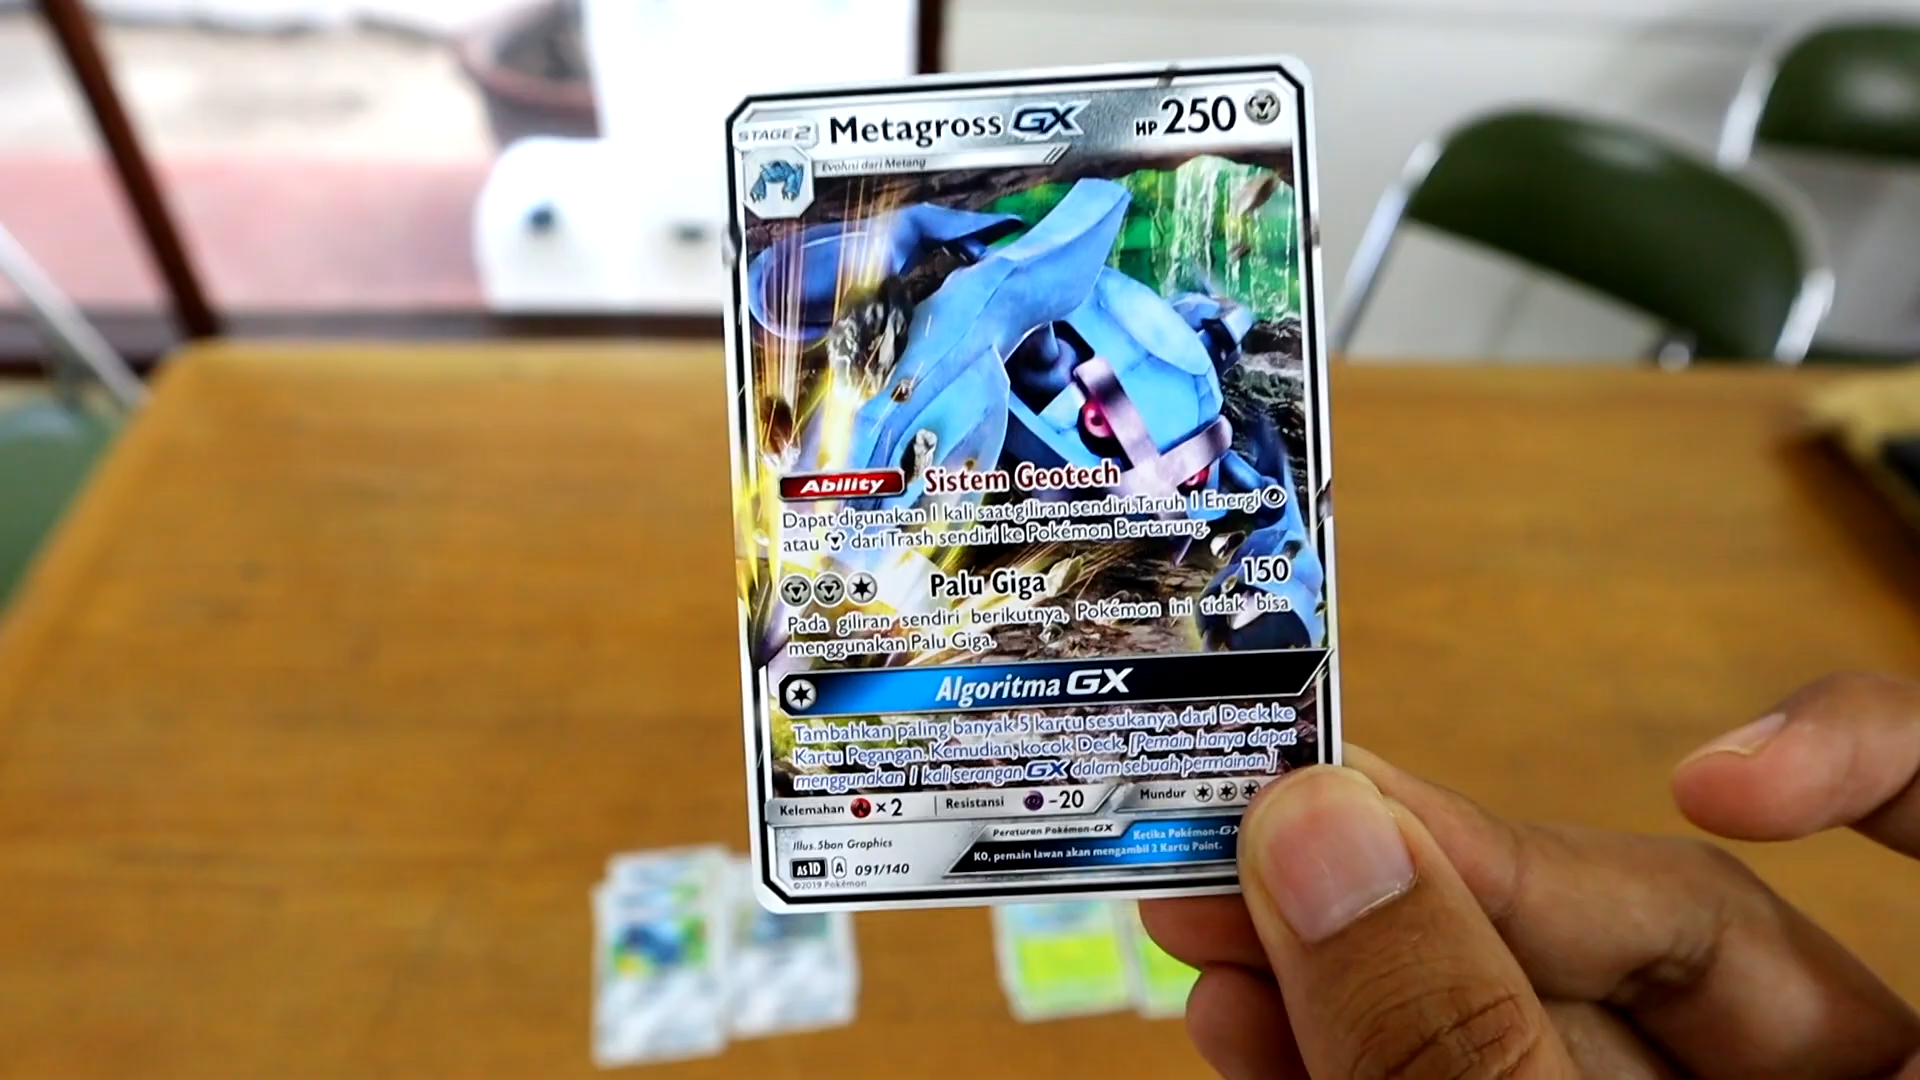 STAGE 2 Metagross GX HP 250
Evolusi dari Metang
Ability Sistem Geotech
Dapat digunakan 1 kali saat giliran sendiri. Taruh 1 Energi
atau dari Trash sendiri ke Pokémon Bertarung.
Palu Giga 150
Pada giliran sendiri berikutnya, Pokémon ini tidak bisa
menggunakan Palu Giga.
Algoritma GX
Tambahkan paling banyak 5 kartu sesukanya dari Deck ke
Kartu Pegangan. Kemudian, kocok Deck. [Pemain hanya dapat
menggunakan 1 kali serangan GX dalam sebuah permainan.]
Kelemahan ×2 Resistansi -20 Mundur
Illus. 5ban Graphics
Peraturan Pokémon-GX Ketika Pokémon-GX
KO, pemain lawan akan mengambil 2 Kartu Point.
AS1D A 091/140
©2019 Pokémon